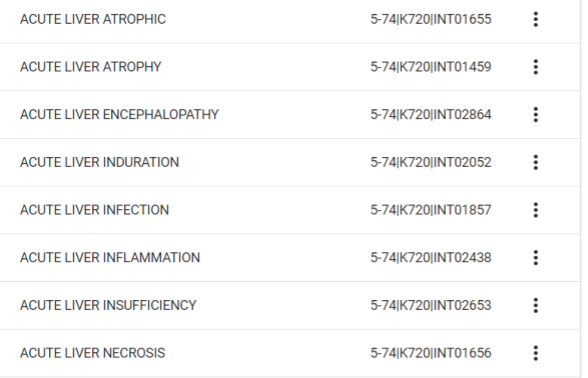 ACUTE LIVER ATROPHIC 5-74|K720|INT01655
ACUTE LIVER ATROPHY 5-74|K720|INT01459
ACUTE LIVER ENCEPHALOPATHY 5-74|K720|INT02864
ACUTE LIVER INDURATION 5-74|K720|INT02052
ACUTE LIVER INFECTION 5-74|K720|INT01857
ACUTE LIVER INFLAMMATION 5-74|K720|INT02438
ACUTE LIVER INSUFFICIENCY 5-74|K720|INT02653
ACUTE LIVER NECROSIS 5-74|K720|INT01656